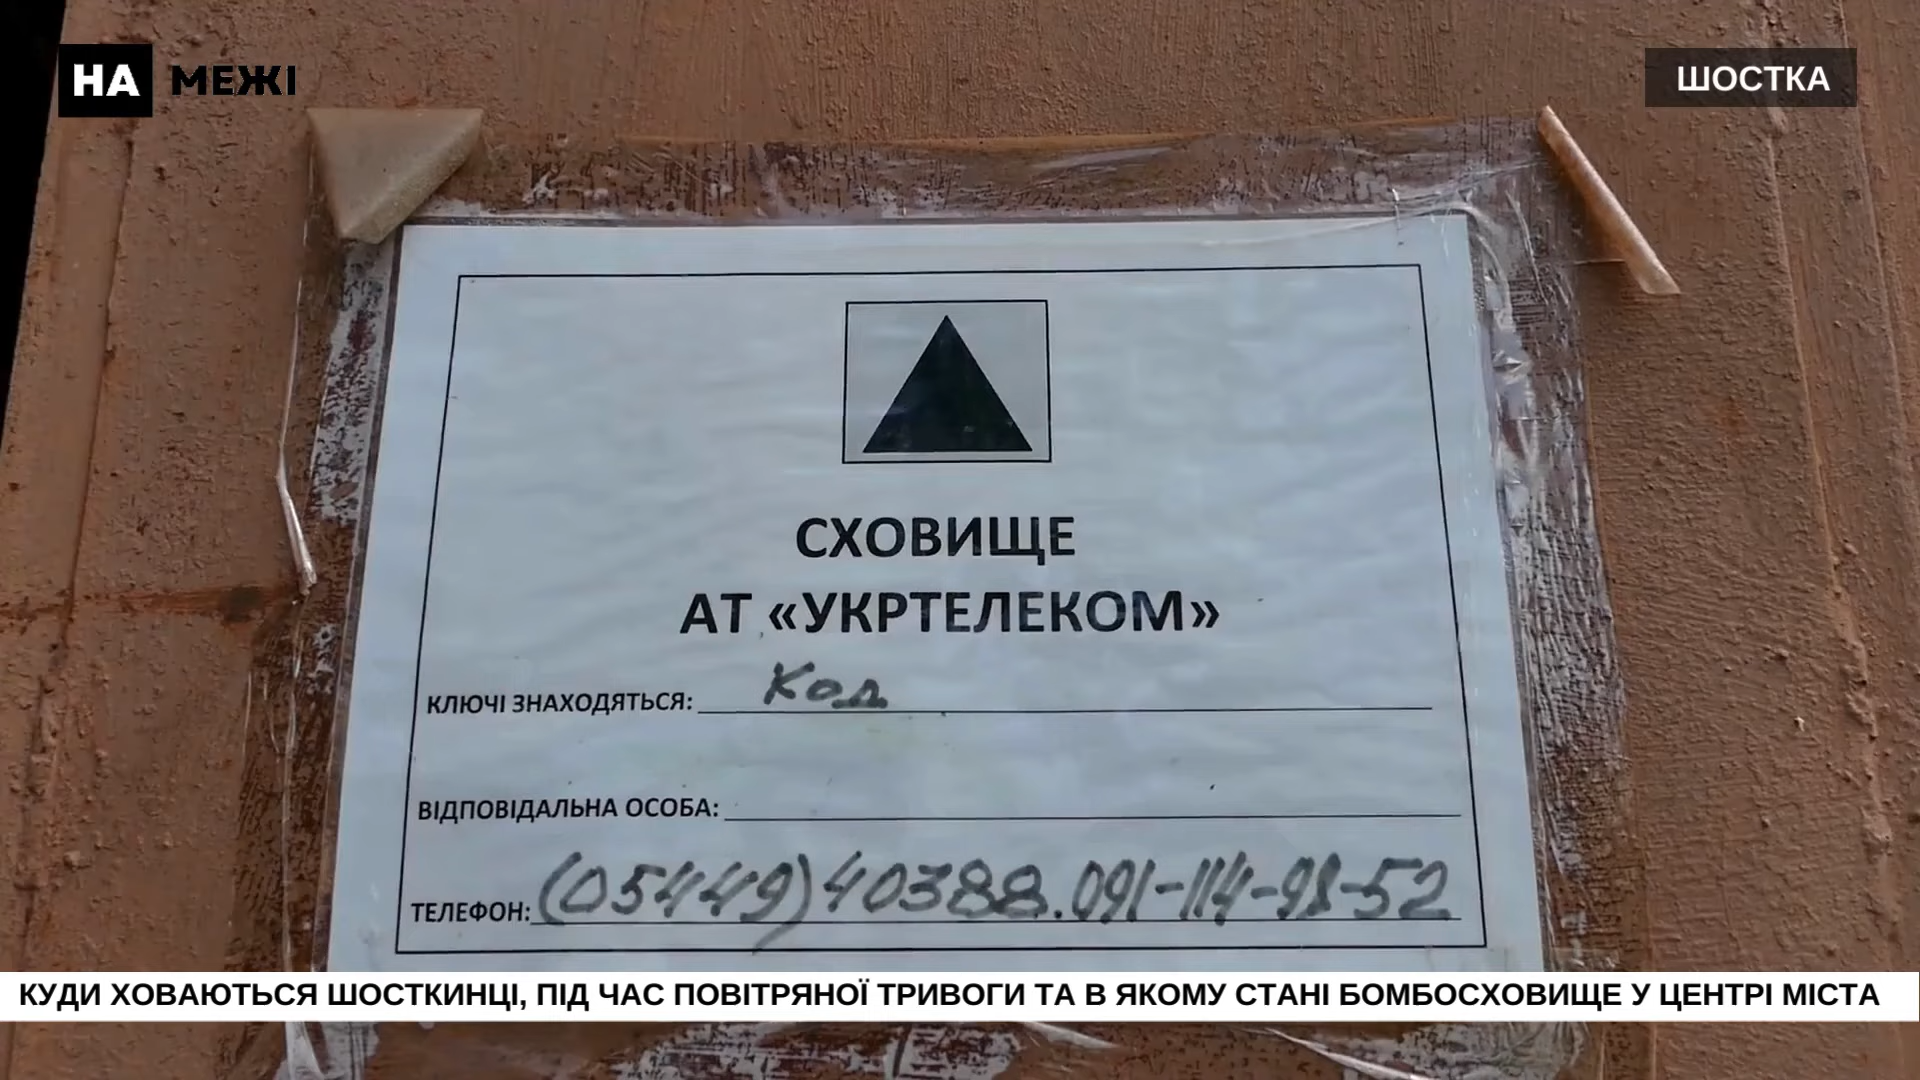 НА МЕЖІ
ШОСТКА
СХОВИЩЕ
АТ «УКРТЕЛЕКОМ»
КЛЮЧІ ЗНАХОДЯТЬСЯ: Код
ВІДПОВІДАЛЬНА ОСОБА:
ТЕЛЕФОН: (05449) 40388. 091-114-98-52
КУДИ ХОВАЮТЬСЯ ШОСТКИНЦІ, ПІД ЧАС ПОВІТРЯНОЇ ТРИВОГИ ТА В ЯКОМУ СТАНІ БОМБОСХОВИЩЕ У ЦЕНТРІ МІСТА